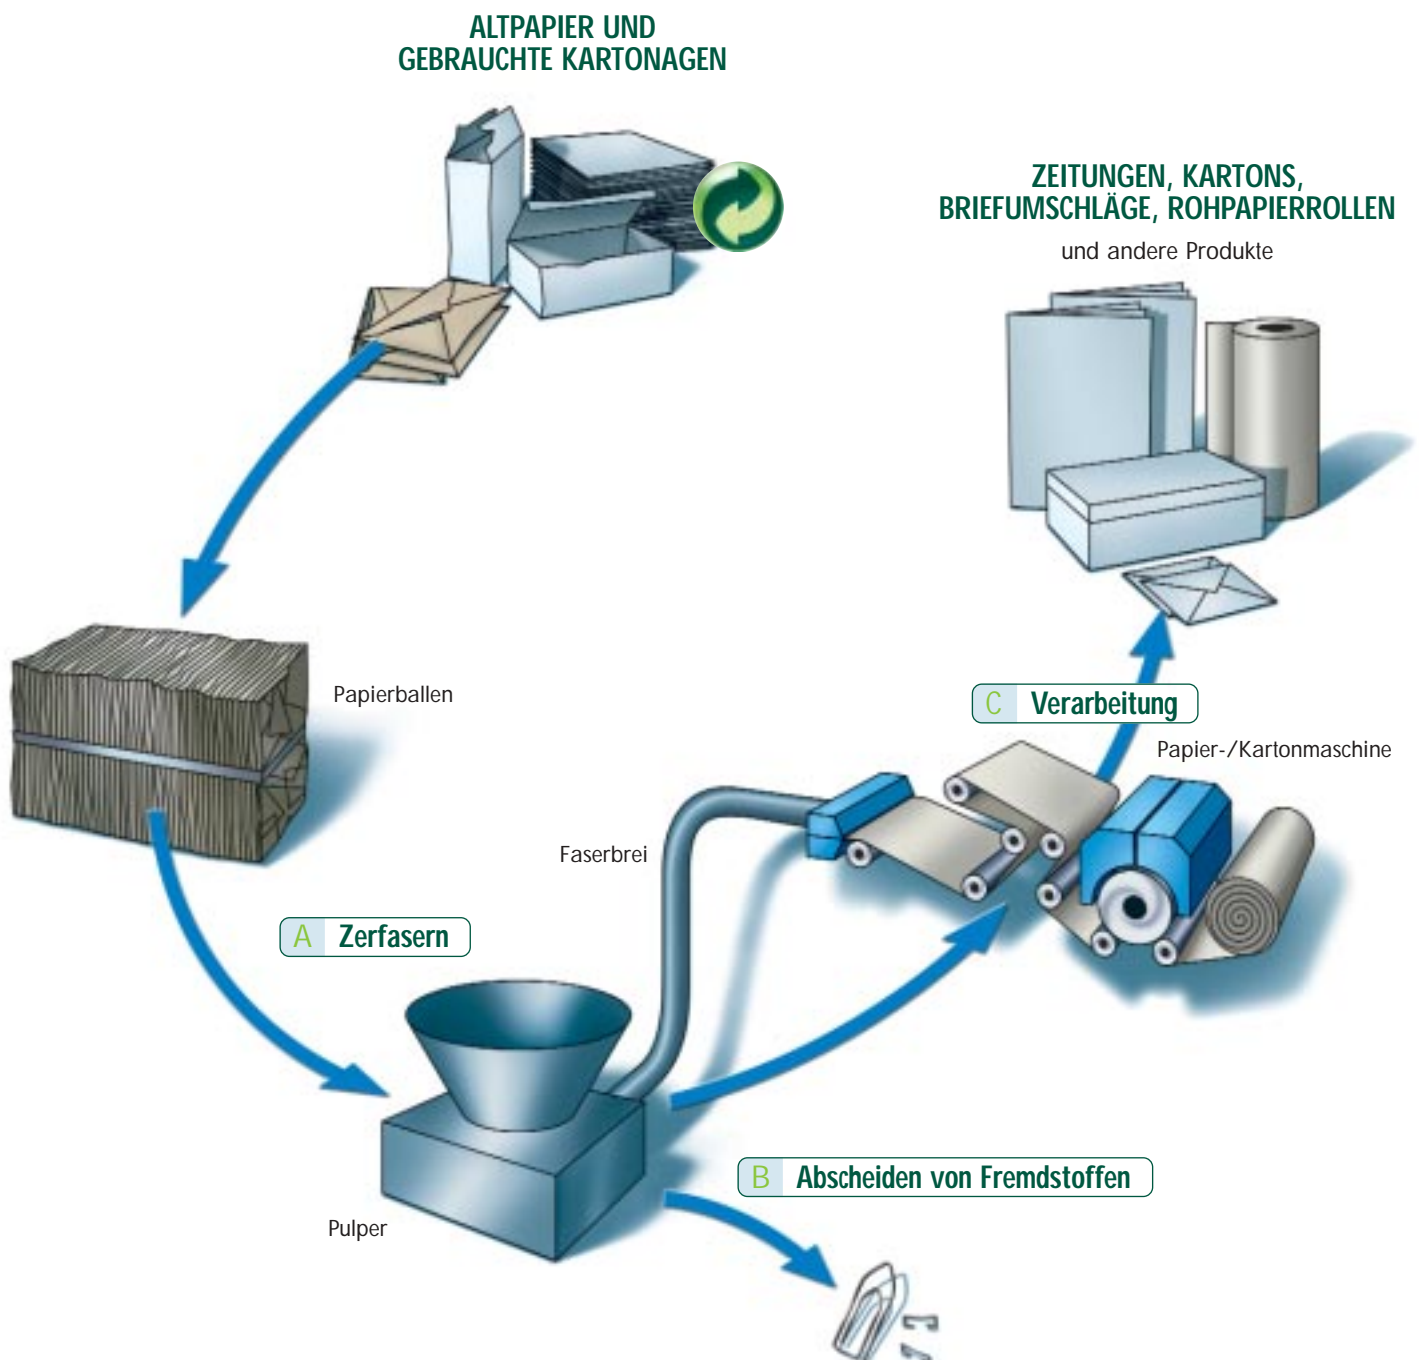 ALTPAPIER UND
GEBRAUCHTE KARTONAGEN
ZEITUNGEN, KARTONS,
BRIEFUMSCHLÄGE, ROHPAPIERROLLEN
und andere Produkte
Papierballen
C Verarbeitung
Papier-/Kartonmaschine
Faserbrei
A Zerfasern
B Abscheiden von Fremdstoffen
Pulper